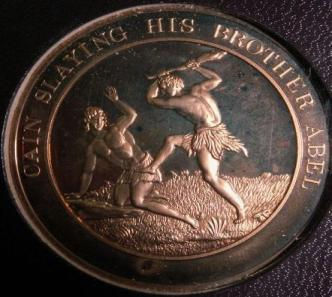 CAIN SLAYING HIS BROTHER ABEL